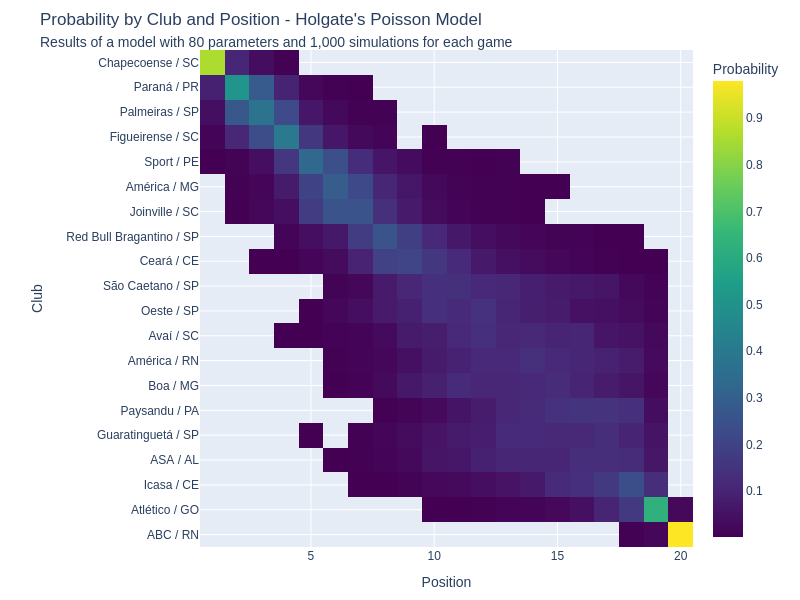 Probability by Club and Position - Holgate's Poisson Model
Results of a model with 80 parameters and 1,000 simulations for each game
Probability
Chapecoense / SC
Paraná / PR
Palmeiras / SP
Figueirense / SC
Sport / PE
América / MG
Joinville / SC
Red Bull Bragantino / SP
Ceará / CE
São Caetano / SP
Oeste / SP
Avaí / SC
América / RN
Boa / MG
Paysandu / PA
Guaratinguetá / SP
ASA / AL
Icasa / CE
Atlético / GO
ABC / RN
Club
5
10
15
20
Position
0.9
0.8
0.7
0.6
0.5
0.4
0.3
0.2
0.1